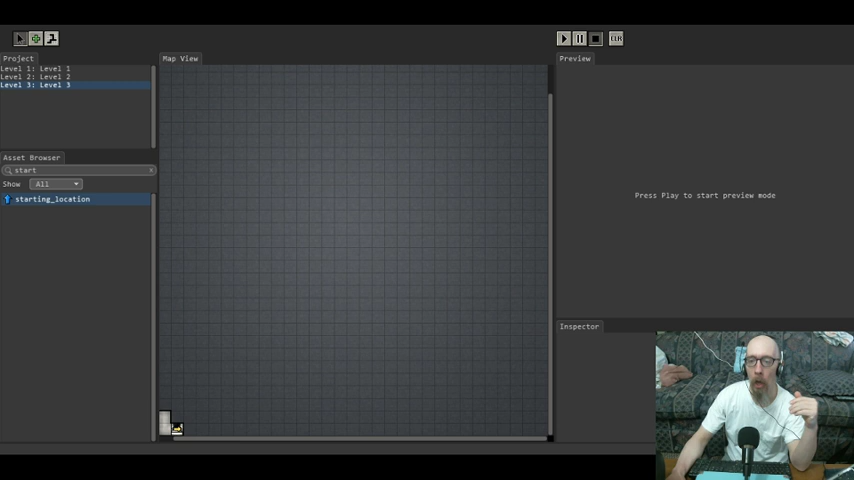 CLR
Project
Map View
Preview
Level 1: Level 1
Level 2: Level 2
Level 3: Level 3
Asset Browser
start
Show All
starting_location
Press Play to start preview mode
Inspector